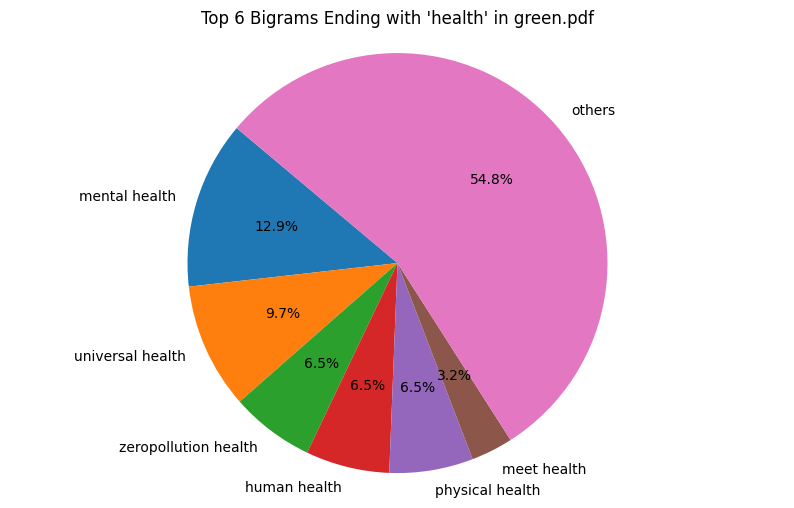 Top 6 Bigrams Ending with 'health' in green.pdf
others
54.8%
mental health
12.9%
universal health
9.7%
zeropollution health
6.5%
human health
6.5%
physical health
6.5%
meet health
3.2%